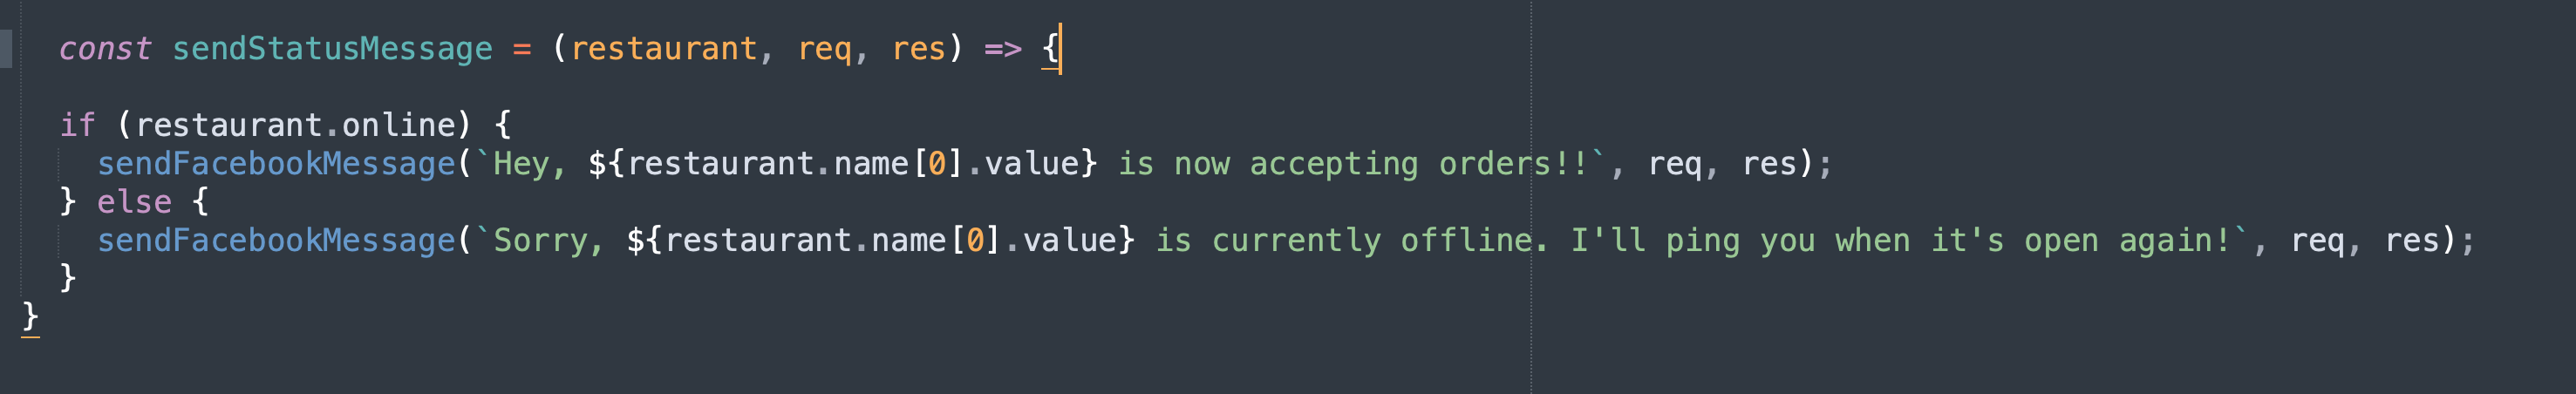 const sendStatusMessage = (restaurant, req, res) => {
if (restaurant.online) {
sendFacebookMessage(`Hey, ${restaurant.name[0].value} is now accepting orders!!`, req, res);
} else {
sendFacebookMessage(`Sorry, ${restaurant.name[0].value} is currently offline. I'll ping you when it's open again!`, req, res);
}
}